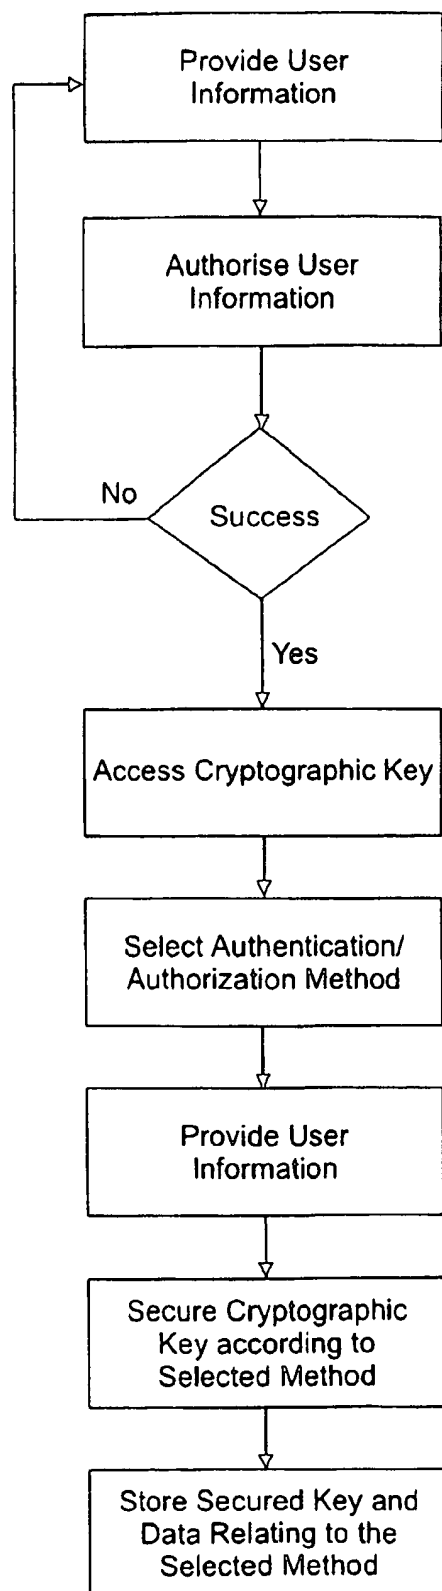 Provide User
Information
Authorise User
Information
No
Success
Yes
Access Cryptographic Key
Select Authentication/
Authorization Method
Provide User
Information
Secure Cryptographic
Key according to
Selected Method
Store Secured Key and
Data Relating to the
Selected Method